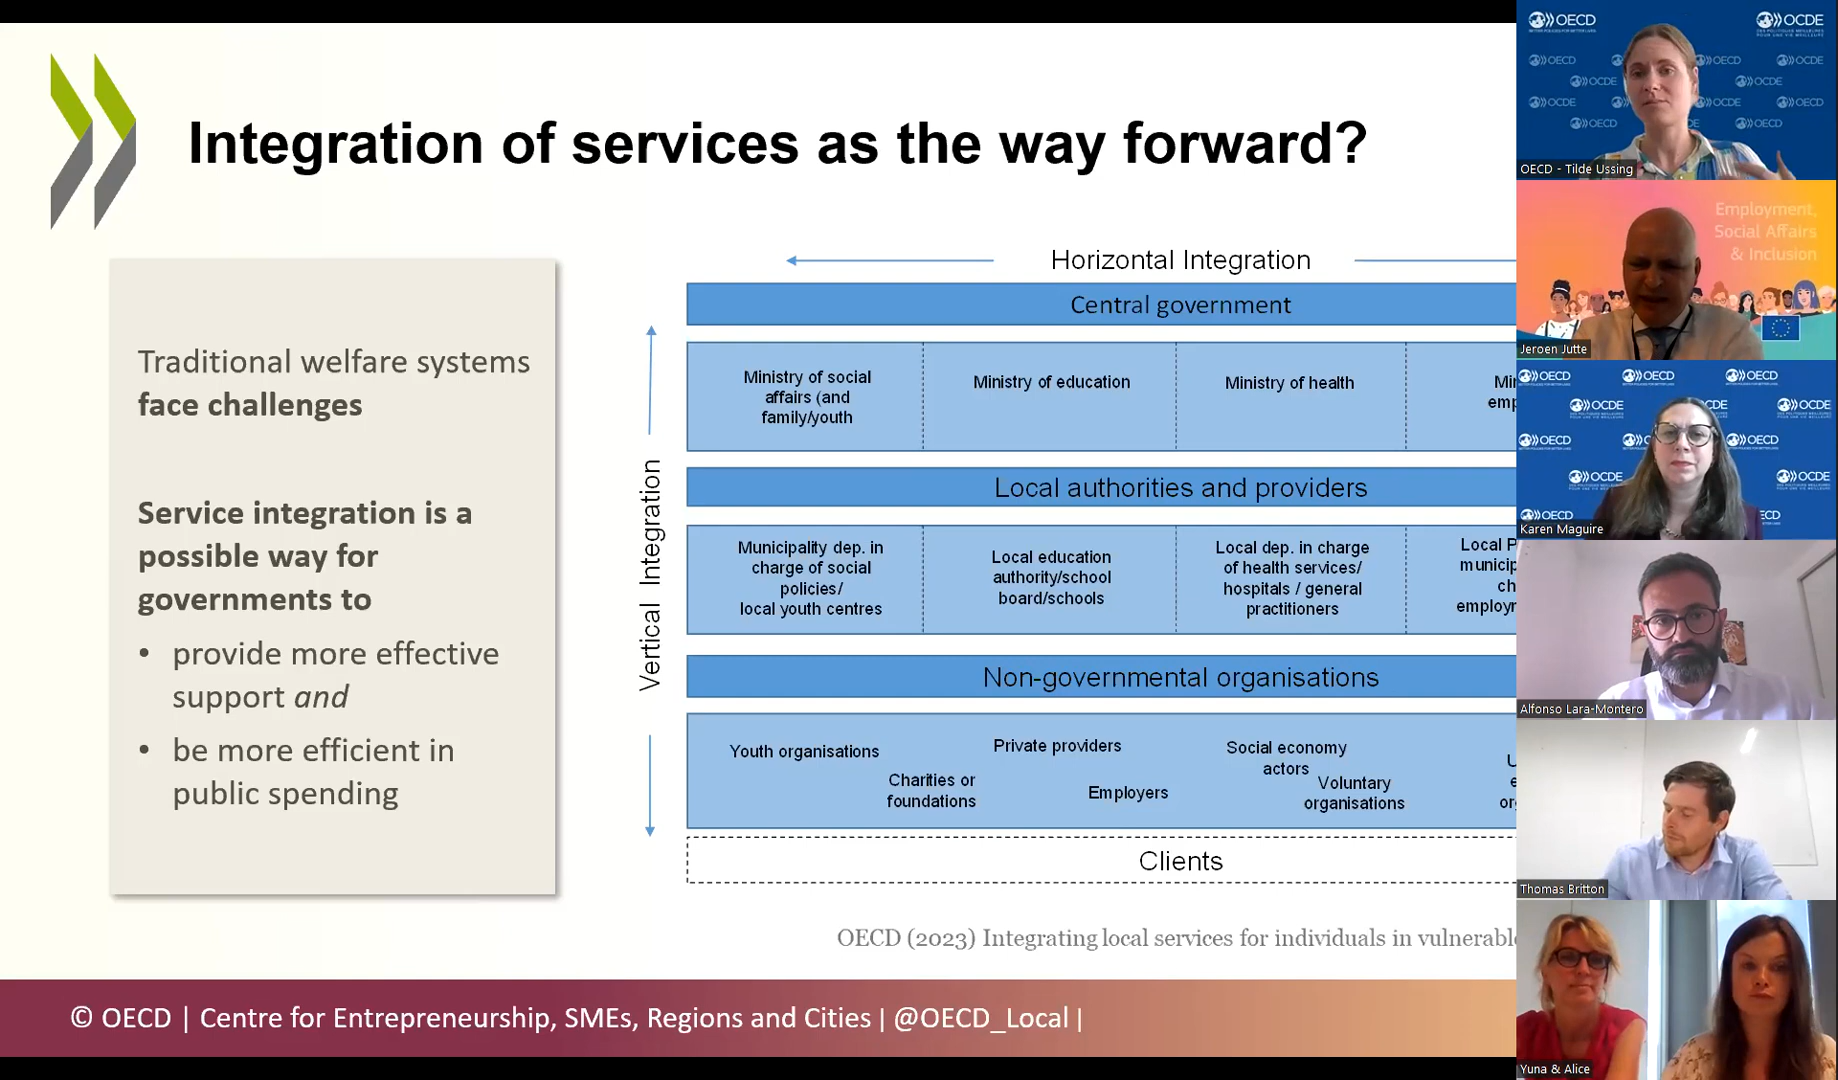 Integration of services as the way forward?
Traditional welfare systems
face challenges
Service integration is a
possible way for
governments to
• provide more effective
support and
• be more efficient in
public spending
Horizontal Integration
Vertical Integration
Central government
Ministry of social
affairs (and
family/youth
Ministry of education
Ministry of health
Local authorities and providers
Municipality dep. in
charge of social
policies/
local youth centres
Local education
authority/school
board/schools
Local dep. in charge
of health services/
hospitals / general
practitioners
Local
Non-governmental organisations
Youth organisations
Charities or
foundations
Private providers
Employers
Social economy
actors
Voluntary
organisations
Clients
OECD (2023) Integrating local services for individuals in
© OECD | Centre for Entrepreneurship, SMEs, Regions and Cities | @OECD_Local |
OECD
OCDE
OECD - Tilde Ussing
Employment,
Social Affairs
& Inclusion
Jeroen Jutte
OECD
OCDE
Karen Maguire
Alfonso Lara-Montero
Thomas Britton
Yuna & Alice